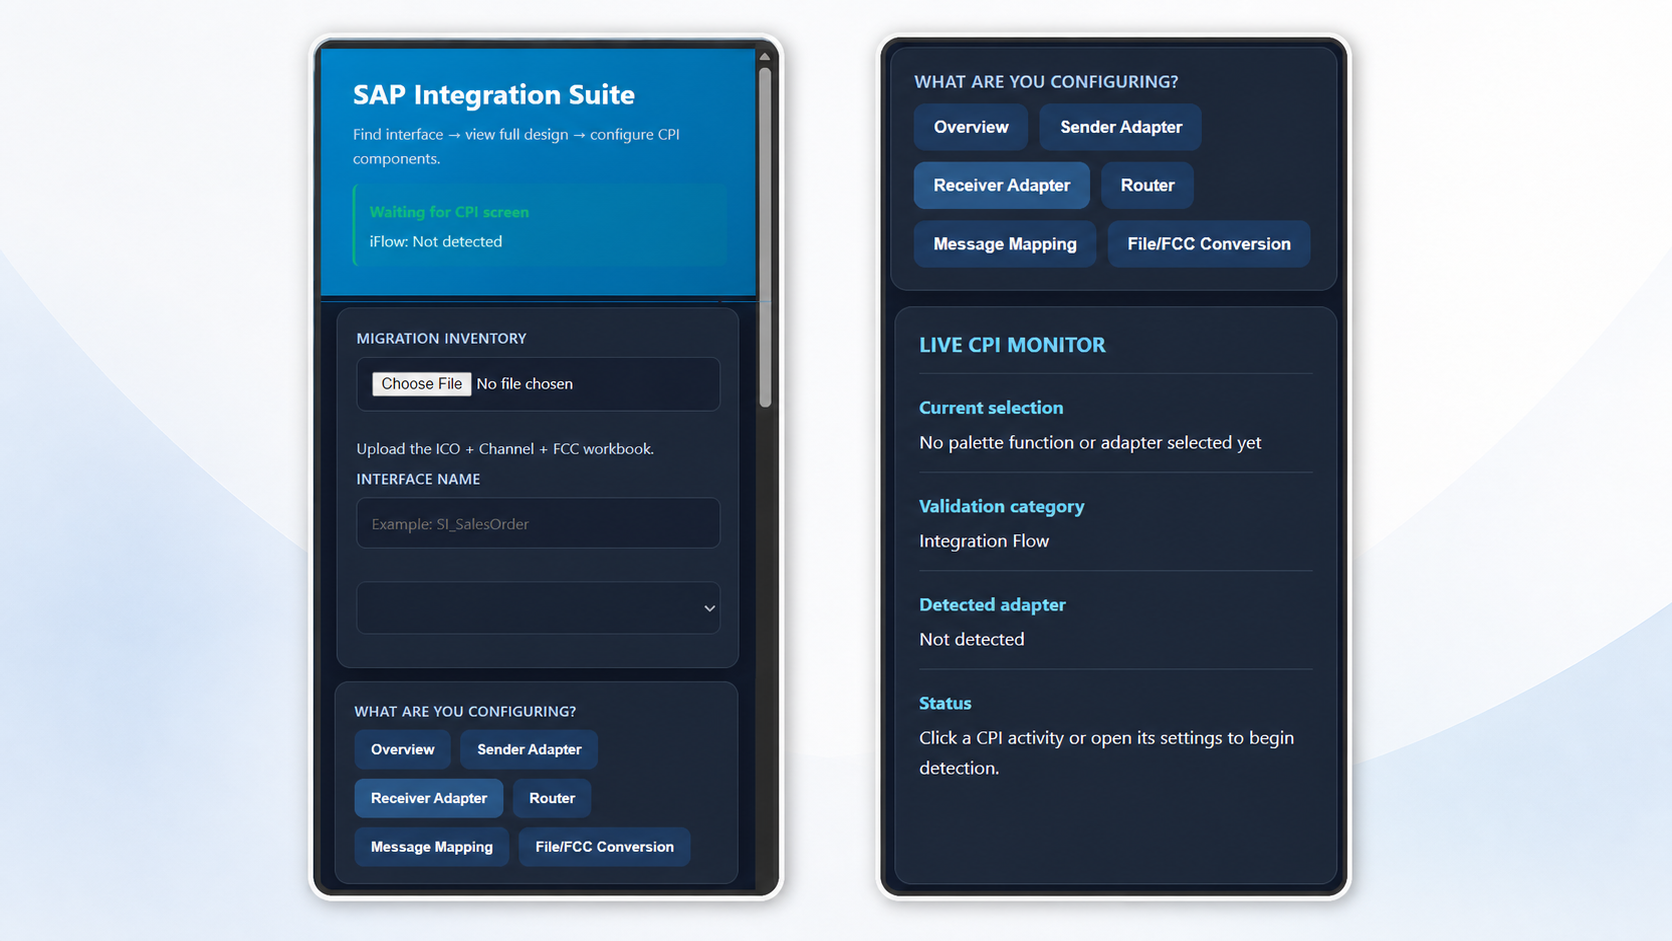 SAP Integration Suite
Find interface → view full design → configure CPI
components.
Waiting for CPI screen
iFlow: Not detected
MIGRATION INVENTORY
Choose File No file chosen
Upload the ICO + Channel + FCC workbook.
INTERFACE NAME
Example: SI_SalesOrder
WHAT ARE YOU CONFIGURING?
Overview Sender Adapter
Receiver Adapter Router
Message Mapping File/FCC Conversion
WHAT ARE YOU CONFIGURING?
Overview Sender Adapter
Receiver Adapter Router
Message Mapping File/FCC Conversion
LIVE CPI MONITOR
Current selection
No palette function or adapter selected yet
Validation category
Integration Flow
Detected adapter
Not detected
Status
Click a CPI activity or open its settings to begin
detection.